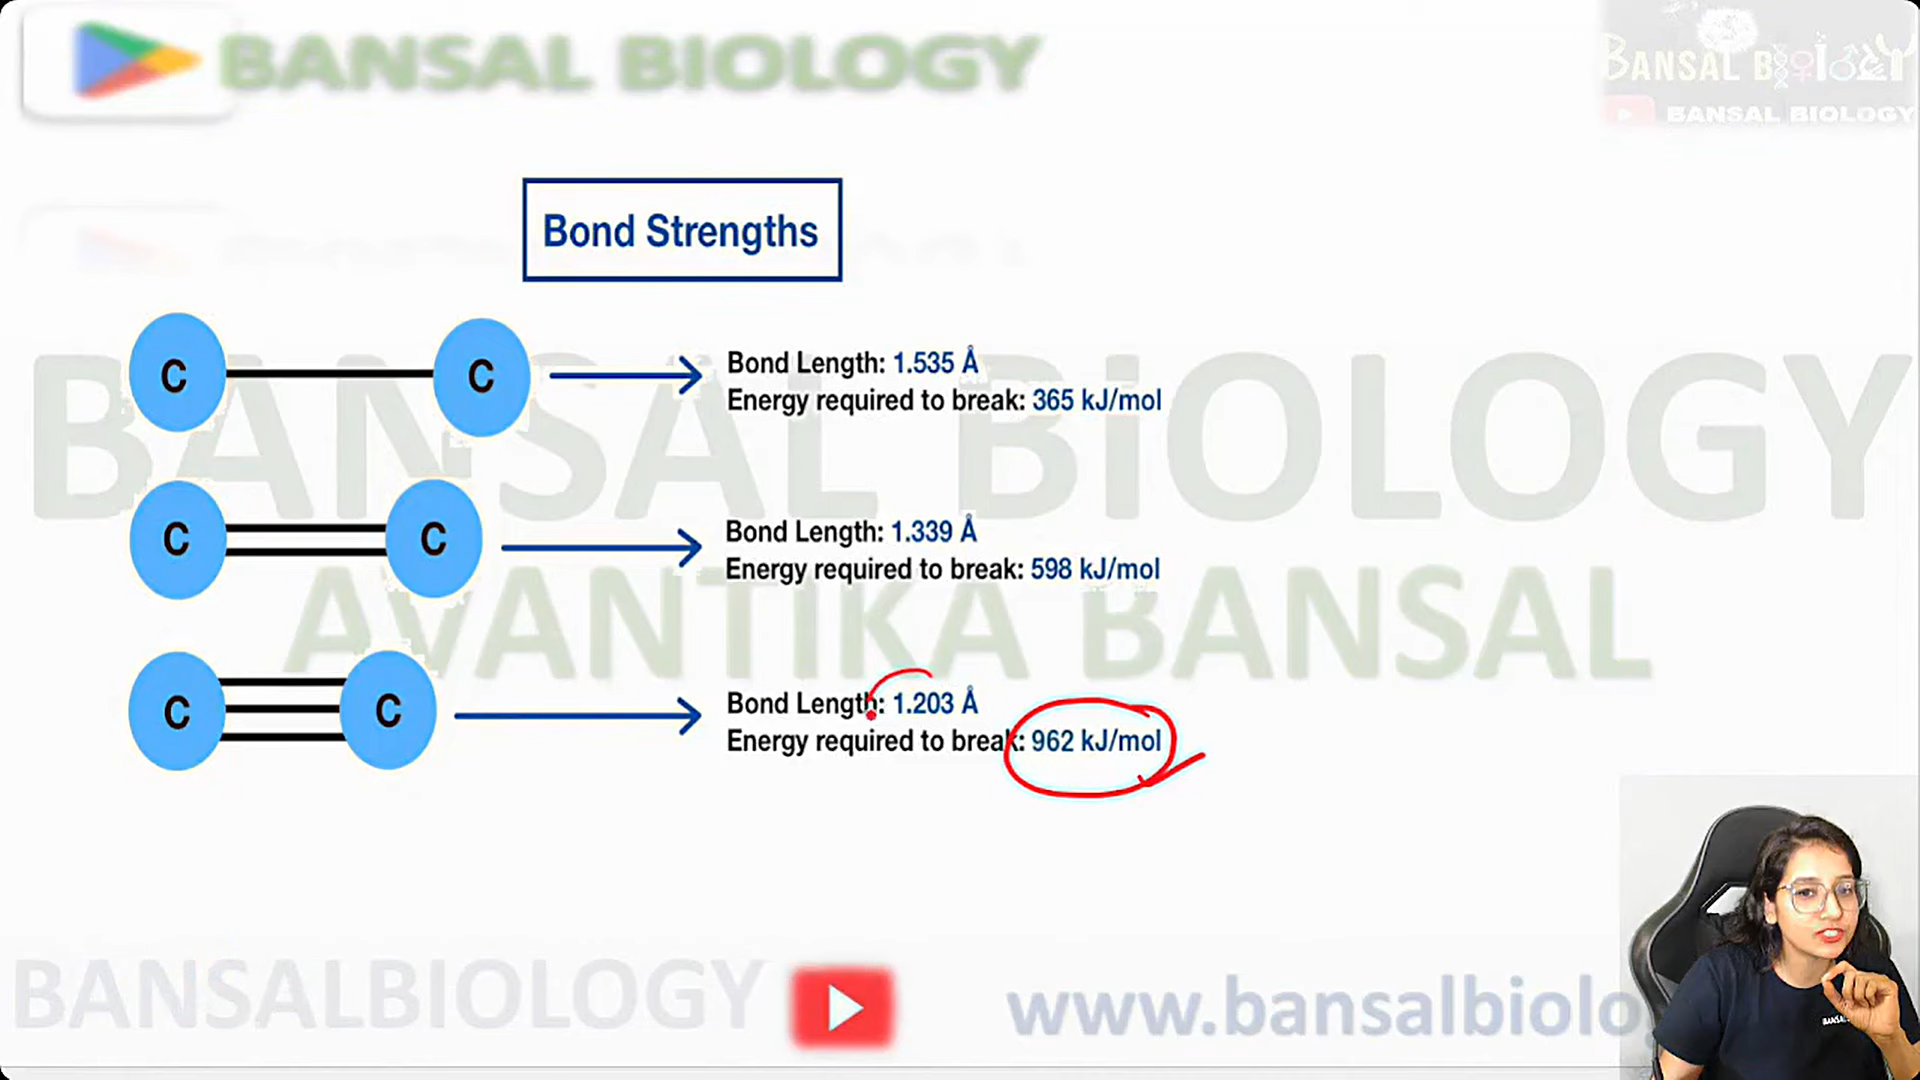 BANSAL BIOLOGY
BANSAL BIOLOGY
BANSAL BIOLOGY
Bond Strengths
C C
Bond Length: 1.535 Å
Energy required to break: 365 kJ/mol
BANSAL BiOLOGY
C C
Bond Length: 1.339 Å
Energy required to break: 598 kJ/mol
AVANTIKA BANSAL
C C
Bond Length: 1.203 Å
Energy required to break: 962 kJ/mol
BANSALBIOLOGY
www.bansalbiolo